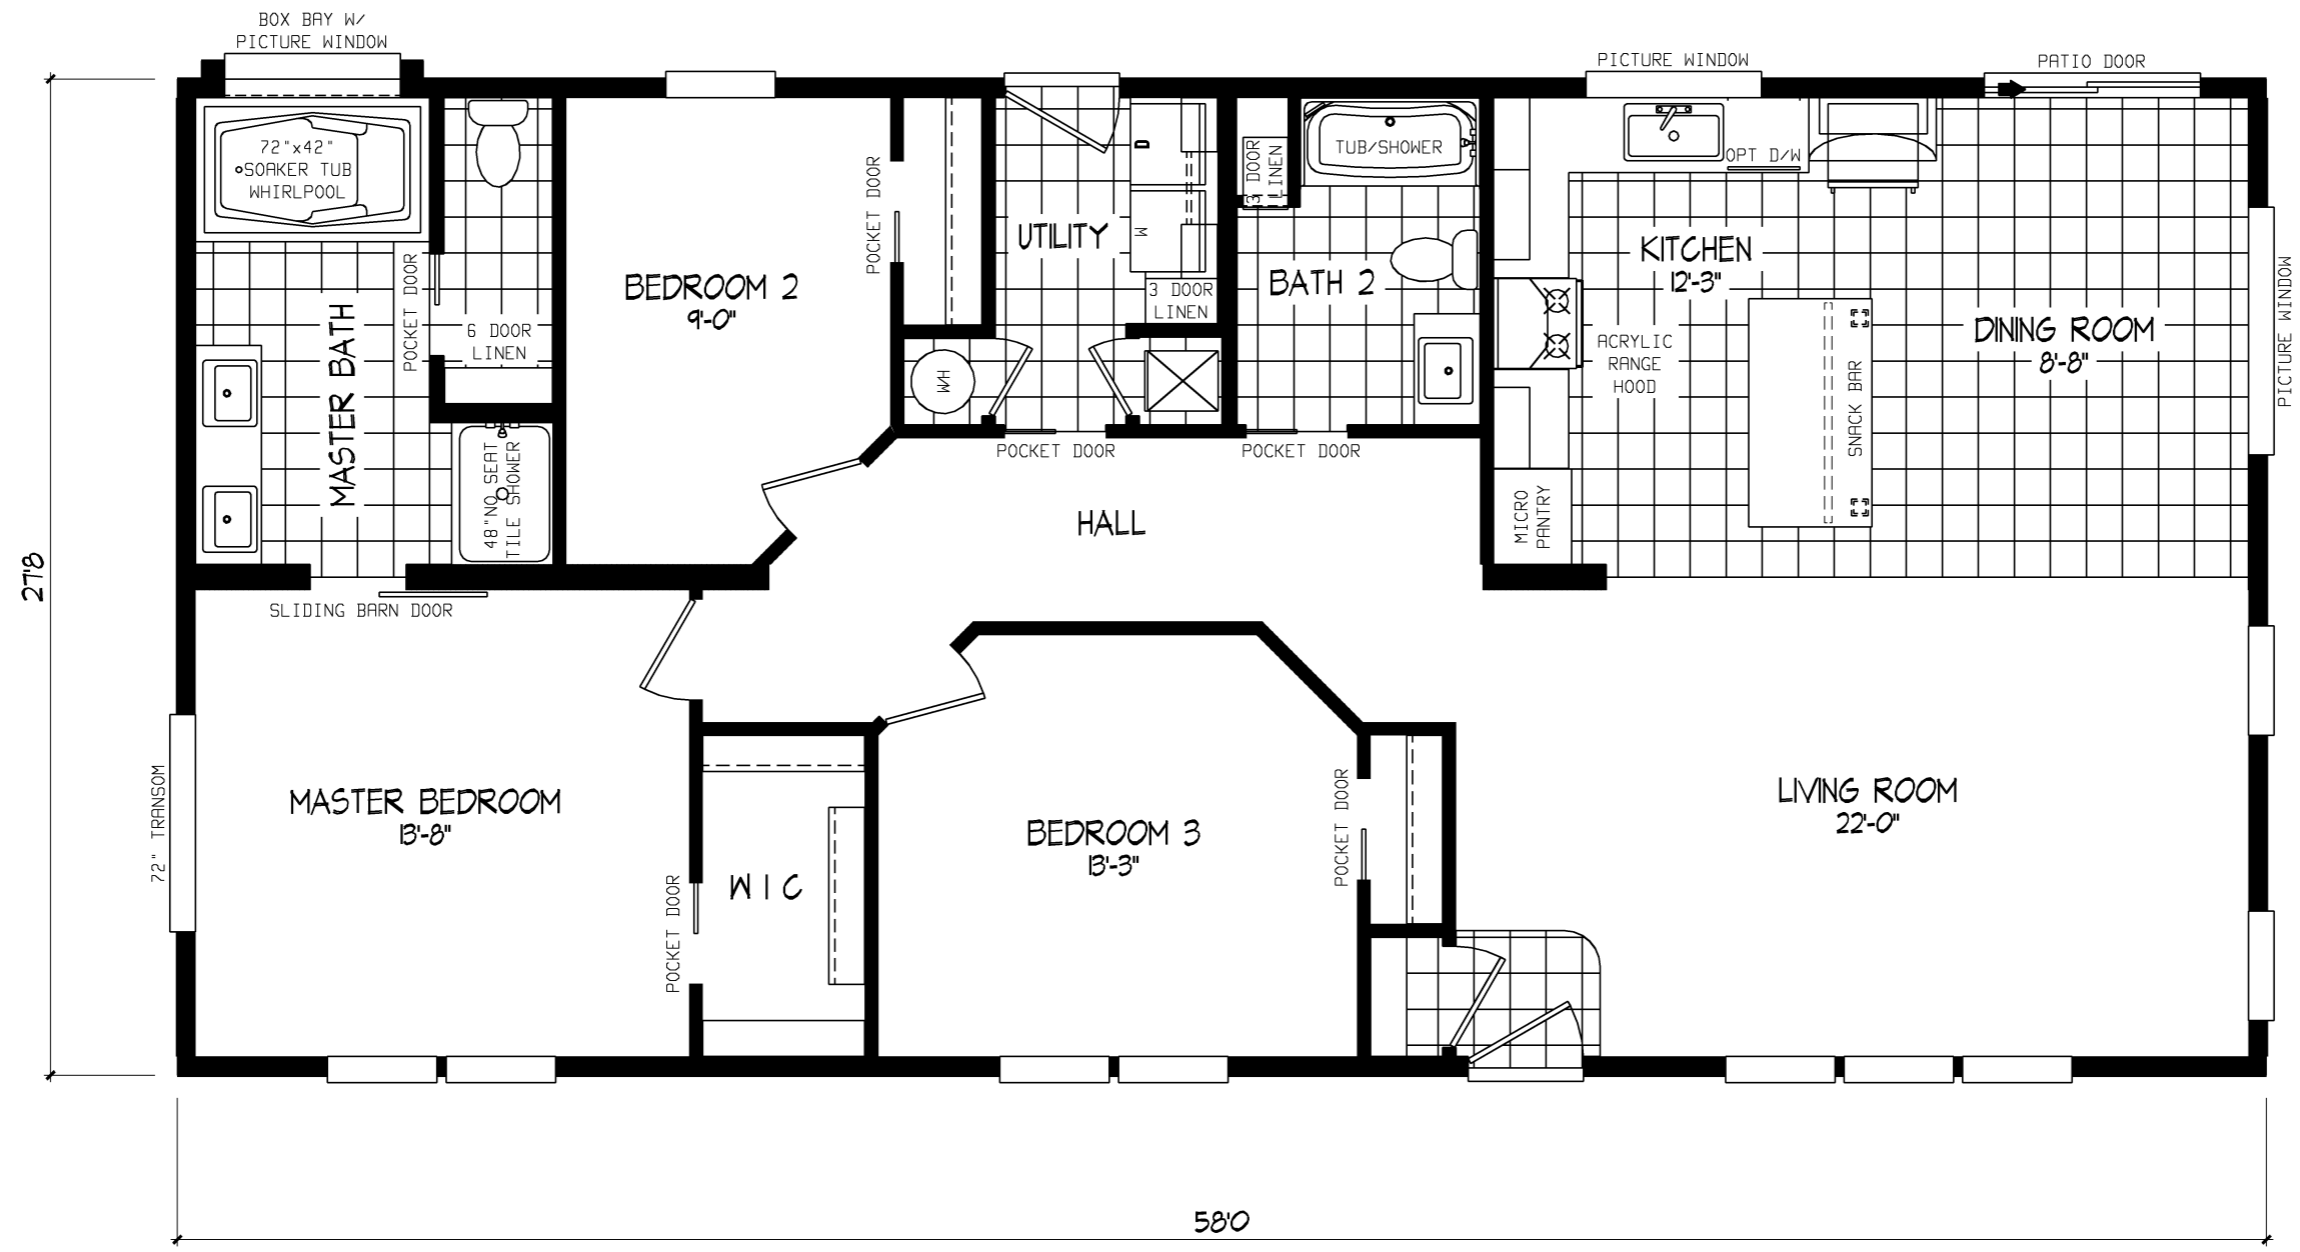 BOX BAY W/
PICTURE WINDOW
PICTURE WINDOW
PATIO DOOR
72"x42"
SOAKER TUB
WHIRLPOOL
POCKET DOOR
6 DOOR
LINEN
MASTER BATH
48"NO SEAT
TILE SHOWER
SLIDING BARN DOOR
BEDROOM 2
9'-0"
POCKET DOOR
UTILITY
D
W
3 DOOR
LINEN
W/H
POCKET DOOR
3 DOOR
LINEN
TUB/SHOWER
BATH 2
POCKET DOOR
OPT D/W
KITCHEN
12'-3"
ACRYLIC
RANGE
HOOD
SNACK BAR
MICRO
PANTRY
DINING ROOM
8'-8"
PICTURE WINDOW
HALL
27'8
72" TRANSOM
MASTER BEDROOM
13'-8"
POCKET DOOR
W I C
BEDROOM 3
13'-3"
POCKET DOOR
LIVING ROOM
22'-0"
58'0